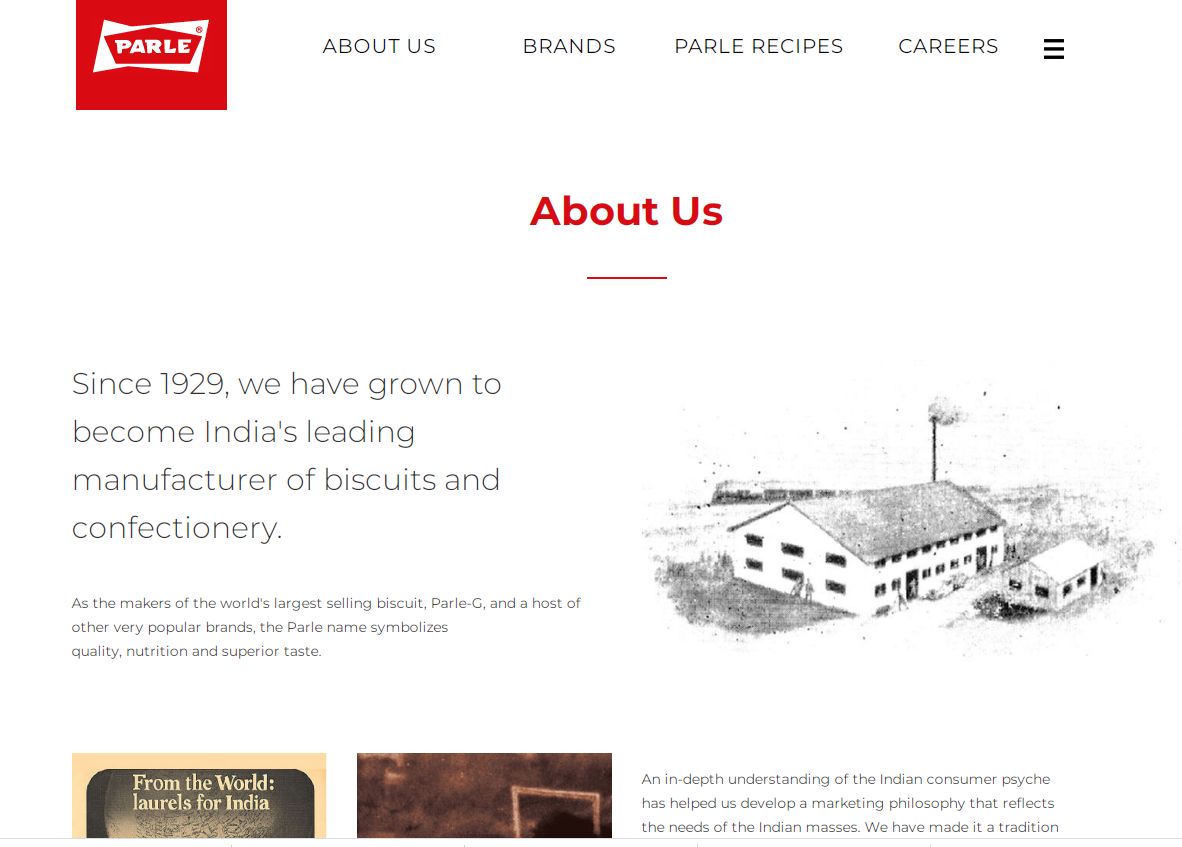 PARLE®
ABOUT US
BRANDS
PARLE RECIPES
CAREERS
About Us
Since 1929, we have grown to
become India's leading
manufacturer of biscuits and
confectionery.
As the makers of the world's largest selling biscuit, Parle-G, and a host of
other very popular brands, the Parle name symbolizes
quality, nutrition and superior taste.
From the World:
laurels for India
An in-depth understanding of the Indian consumer psyche
has helped us develop a marketing philosophy that reflects
the needs of the Indian masses. We have made it a tradition